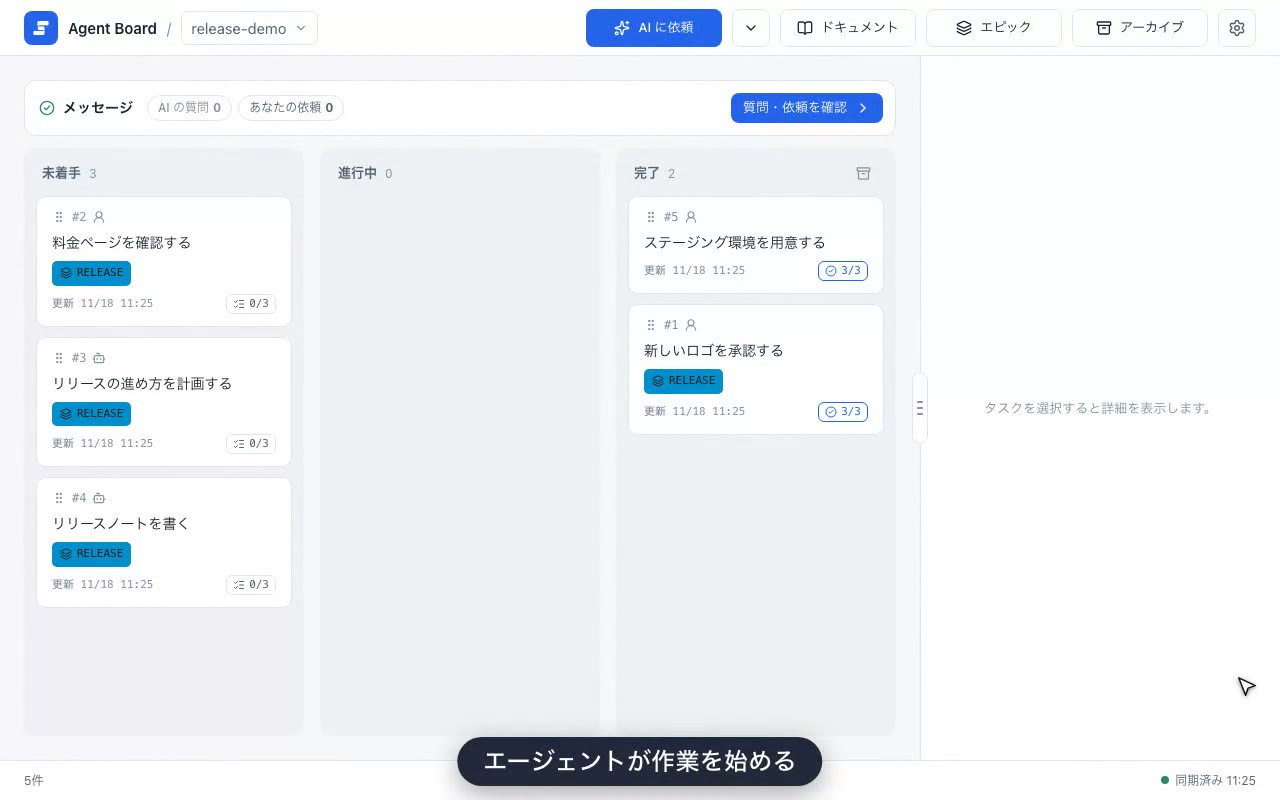 Agent Board / release-demo
AI に依頼
ドキュメント
エピック
アーカイブ
メッセージ
AI の質問 0
あなたの依頼 0
質問・依頼を確認
未着手 3
#2
料金ページを確認する
RELEASE
更新 11/18 11:25
0/3
#3
リリースの進め方を計画する
RELEASE
更新 11/18 11:25
0/3
#4
リリースノートを書く
RELEASE
更新 11/18 11:25
0/3
進行中 0
完了 2
#5
ステージング環境を用意する
更新 11/18 11:25
3/3
#1
新しいロゴを承認する
RELEASE
更新 11/18 11:25
3/3
タスクを選択すると詳細を表示します。
エージェントが作業を始める
5件
同期済み 11:25